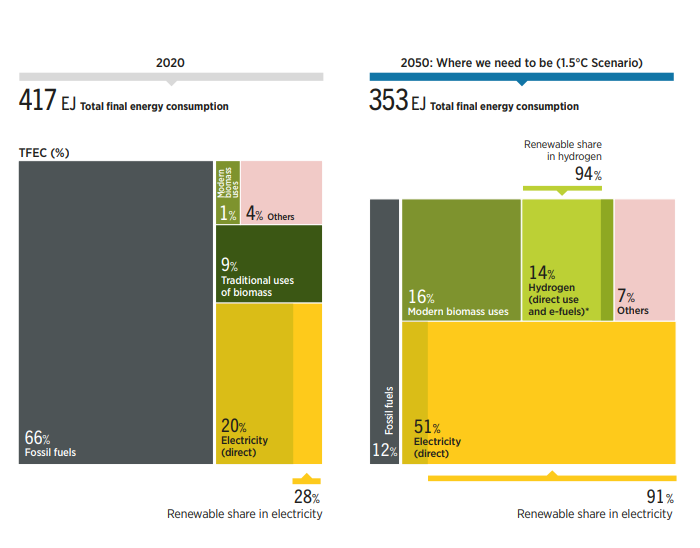 2020
417 EJ Total final energy consumption
TFEC (%)
Modern
biomass
uses
1%
4% Others
9%
Traditional uses
of biomass
66%
Fossil fuels
20%
Electricity
(direct)
28%
Renewable share in electricity
2050: Where we need to be (1.5°C Scenario)
353 EJ Total final energy consumption
Renewable share
in hydrogen
94%
Fossil fuels
12%
16%
Modern biomass uses
14%
Hydrogen
(direct use
and e-fuels)*
7%
Others
51%
Electricity
(direct)
91%
Renewable share in electricity